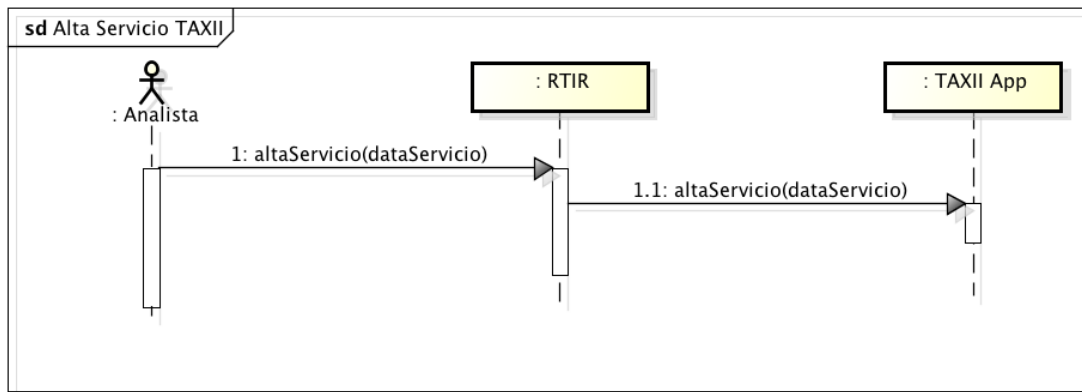 sd Alta Servicio TAXII
: Analista
: RTIR
: TAXII App
1: altaServicio(dataServicio)
1.1: altaServicio(dataServicio)